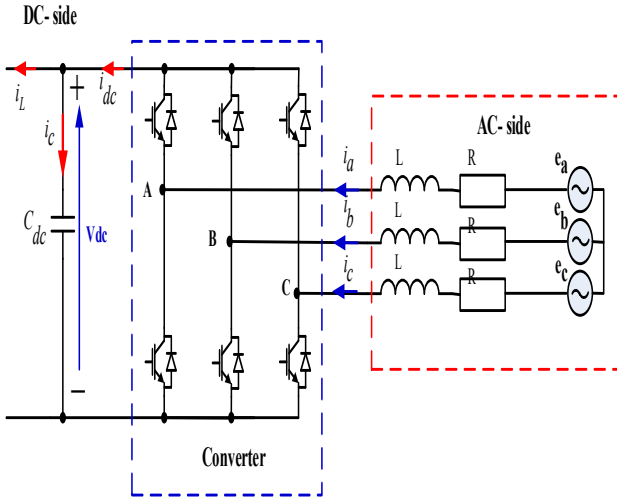 DC- side
i_L
+
i_dc
i_c
AC- side
i_a
L
R
e_a
A
C_dc
Vdc
i_b
L
R
e_b
B
i_c
L
R
e_c
C
−
Converter